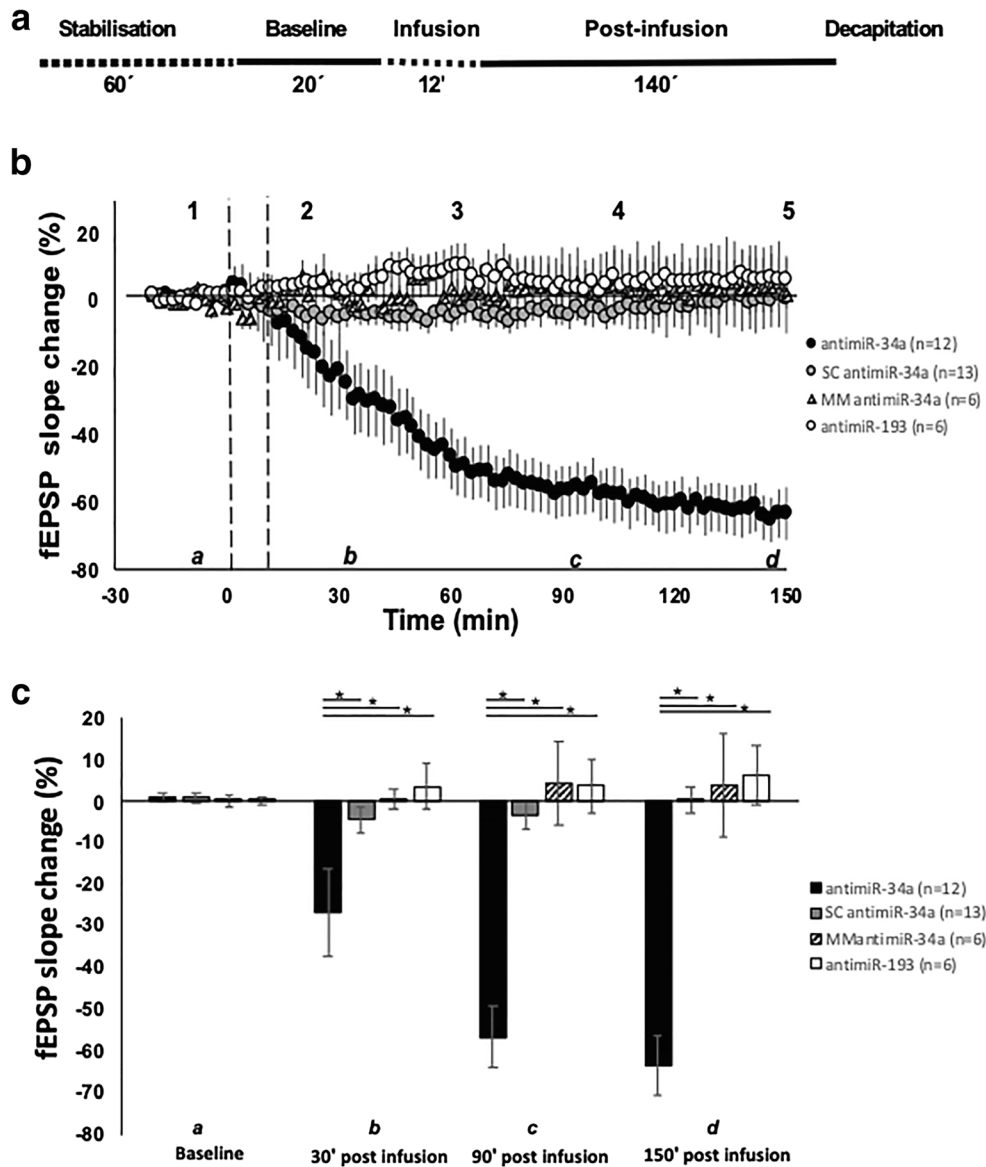 a
Stabilisation Baseline Infusion Post-infusion Decapitation
60´ 20´ 12' 140´
b
fEPSP slope change (%)
20
0
-20
-40
-60
-80
1 2 3 4 5
a b c d
-30 0 30 60 90 120 150
Time (min)
antimiR-34a (n=12)
SC antimiR-34a (n=13)
MM antimiR-34a (n=6)
antimiR-193 (n=6)
c
fEPSP slope change (%)
20
10
0
-10
-20
-30
-40
-50
-60
-70
-80
a b c d
Baseline 30' post infusion 90' post infusion 150' post infusion
antimiR-34a (n=12)
SC antimiR-34a (n=13)
MMantimiR-34a (n=6)
antimiR-193 (n=6)